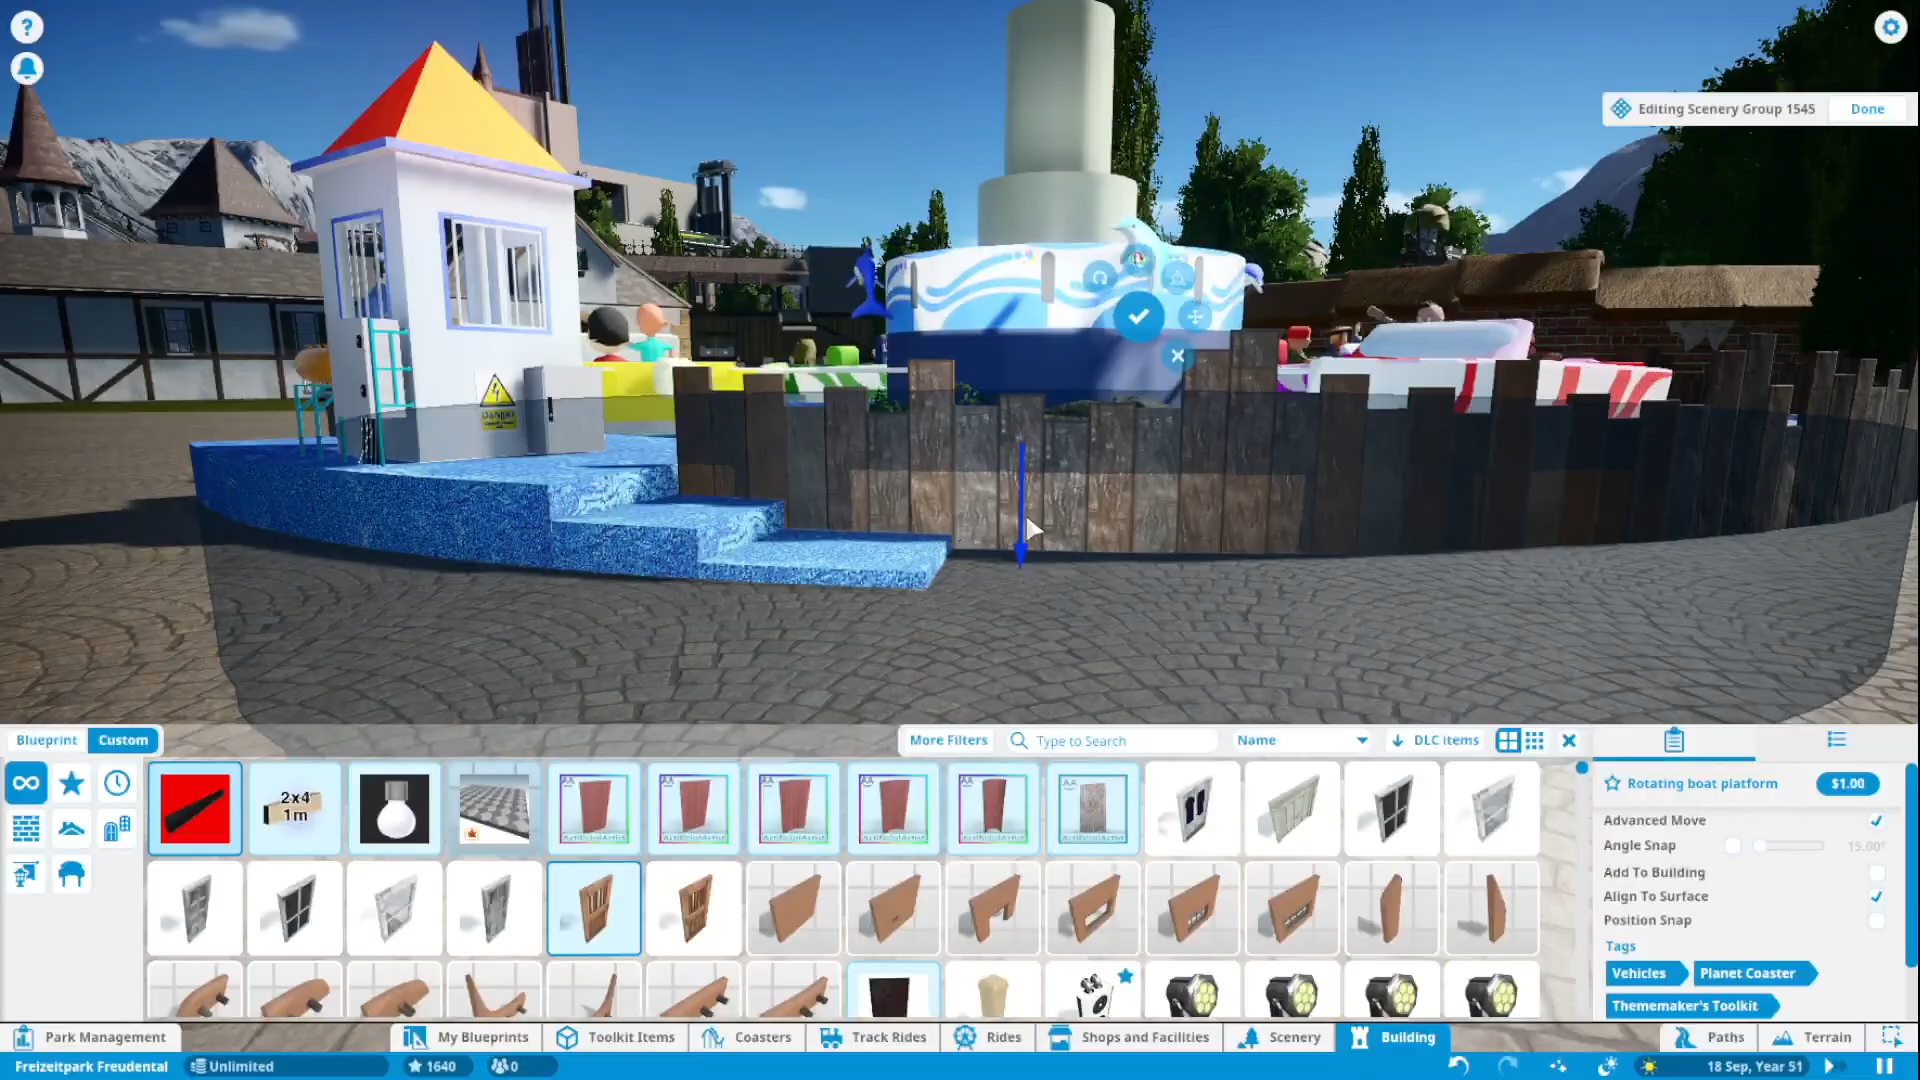 ?
Editing Scenery Group 1545 Done
Danger
Blueprint Custom More Filters Type to Search Name DLC Items
2x4
1m
Rotating boat platform $1.00
Advanced Move
Angle Snap 15.00°
Add To Building
Align To Surface
Position Snap
Tags
Vehicles Planet Coaster
Thememaker's Toolkit
Park Management My Blueprints Toolkit Items Coasters Track Rides Rides Shops and Facilities Scenery Building Paths Terrain
Freizeitpark Freudental Unlimited 1640 0 18 Sep, Year 51